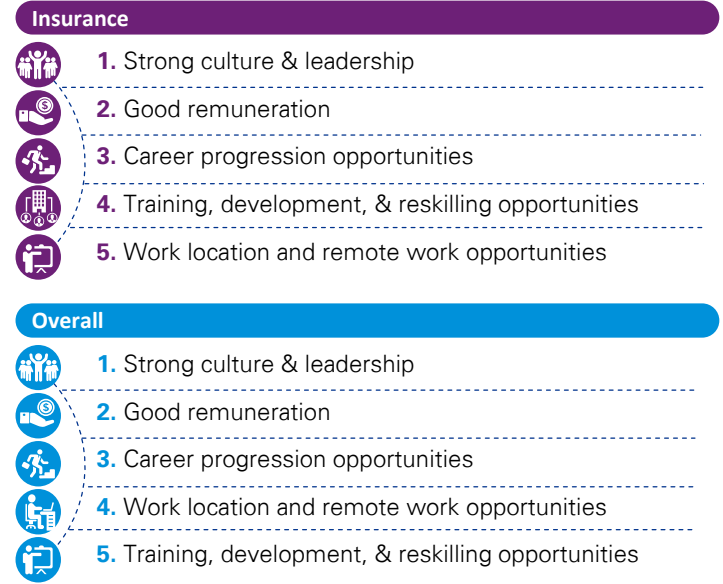 Insurance
1. Strong culture & leadership
2. Good remuneration
3. Career progression opportunities
4. Training, development, & reskilling opportunities
5. Work location and remote work opportunities
Overall
1. Strong culture & leadership
2. Good remuneration
3. Career progression opportunities
4. Work location and remote work opportunities
5. Training, development, & reskilling opportunities